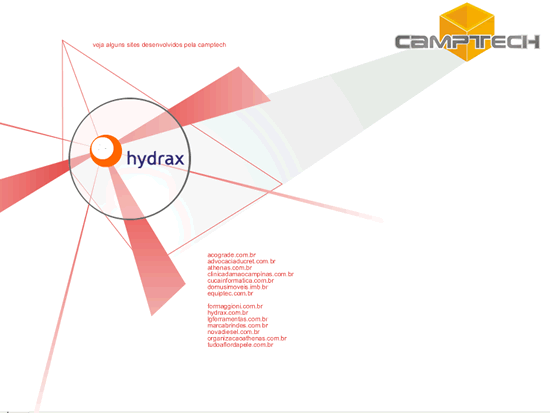 veja alguns sites desenvolvidos pela camptech
CAMPTECH
hydrax
acograde.com.br
advocaciaducret.com.br
athenas.com.br
clinicadamaocampinas.com.br
cucainformatica.com.br
domusimoveis.imb.br
equiplec.com.br
formaggioni.com.br
hydrax.com.br
lgferramentas.com.br
marcabrindes.com.br
novadiesel.com.br
organizacaoathenas.com.br
tudoaflordapele.com.br